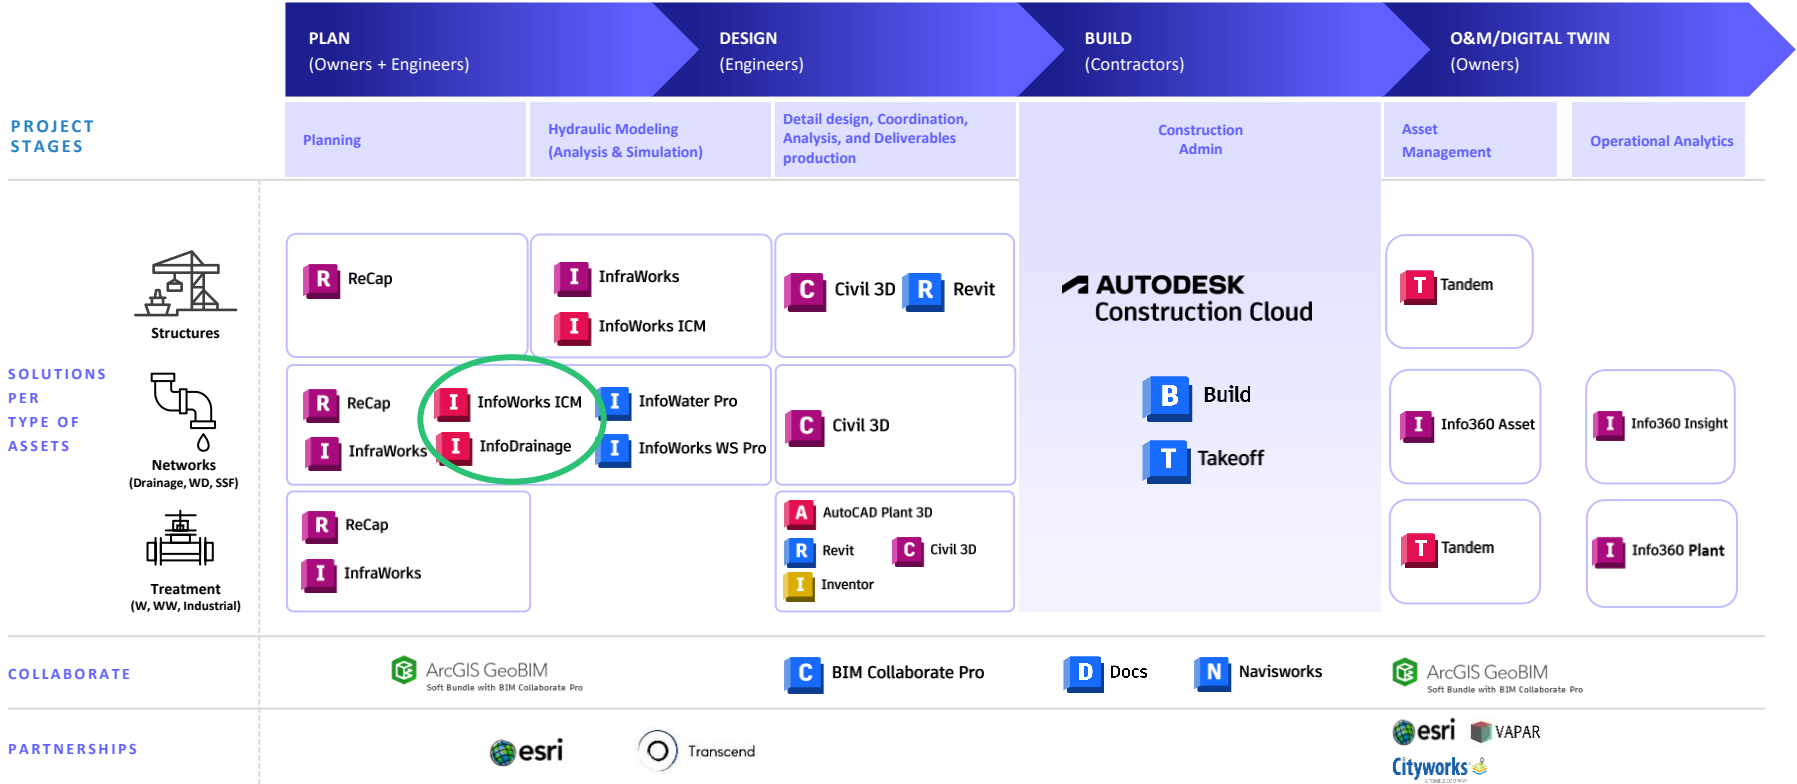 PLAN
(Owners + Engineers)
DESIGN
(Engineers)
BUILD
(Contractors)
O&M/DIGITAL TWIN
(Owners)
PROJECT
STAGES
Planning
Hydraulic Modeling
(Analysis & Simulation)
Detail design, Coordination,
Analysis, and Deliverables
production
Construction
Admin
Asset
Management
Operational Analytics
SOLUTIONS
PER
TYPE OF
ASSETS
Structures
R ReCap
I InfraWorks
I InfoWorks ICM
C Civil 3D
R Revit
AUTODESK
Construction Cloud
T Tandem
Networks
(Drainage, WD, SSF)
R ReCap
I InfraWorks
I InfoWorks ICM
I InfoDrainage
I InfoWater Pro
I InfoWorks WS Pro
C Civil 3D
B Build
T Takeoff
I Info360 Asset
I Info360 Insight
Treatment
(W, WW, Industrial)
R ReCap
I InfraWorks
A AutoCAD Plant 3D
R Revit
C Civil 3D
I Inventor
T Tandem
I Info360 Plant
COLLABORATE
ArcGIS GeoBIM
Soft Bundle with BIM Collaborate Pro
C BIM Collaborate Pro
D Docs
N Navisworks
ArcGIS GeoBIM
Soft Bundle with BIM Collaborate Pro
PARTNERSHIPS
esri
Transcend
esri
VAPAR
Cityworks